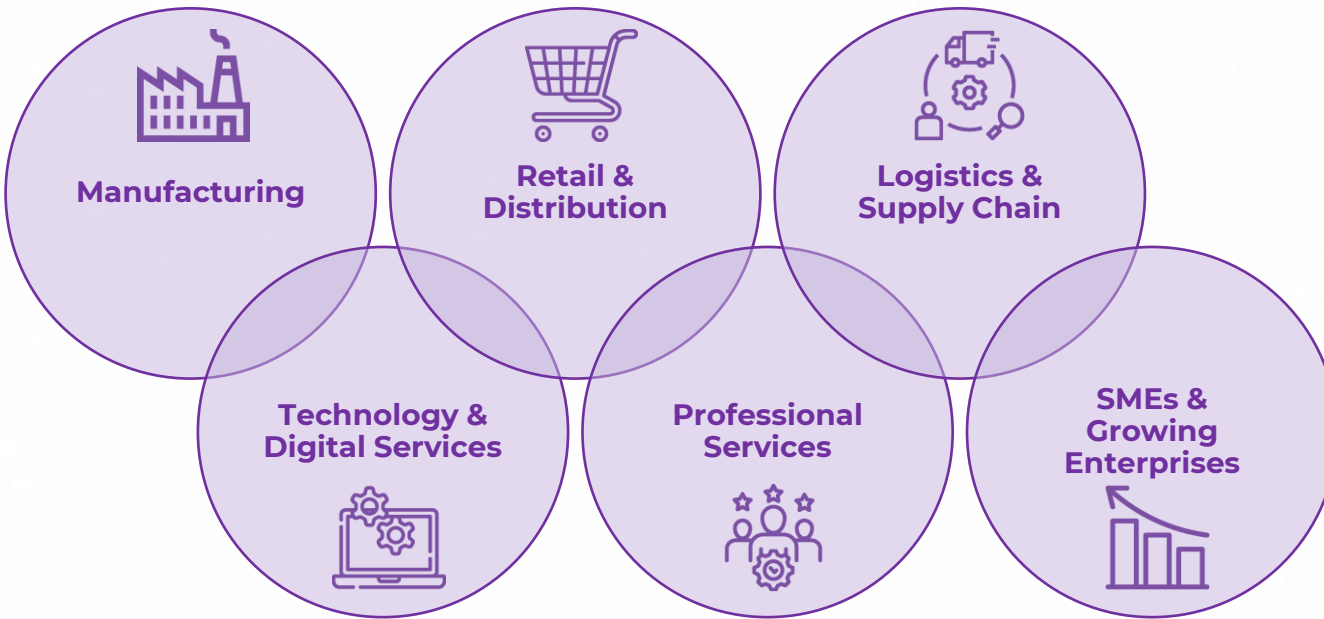 Manufacturing
Retail &
Distribution
Logistics &
Supply Chain
Technology &
Digital Services
Professional
Services
SMEs &
Growing
Enterprises